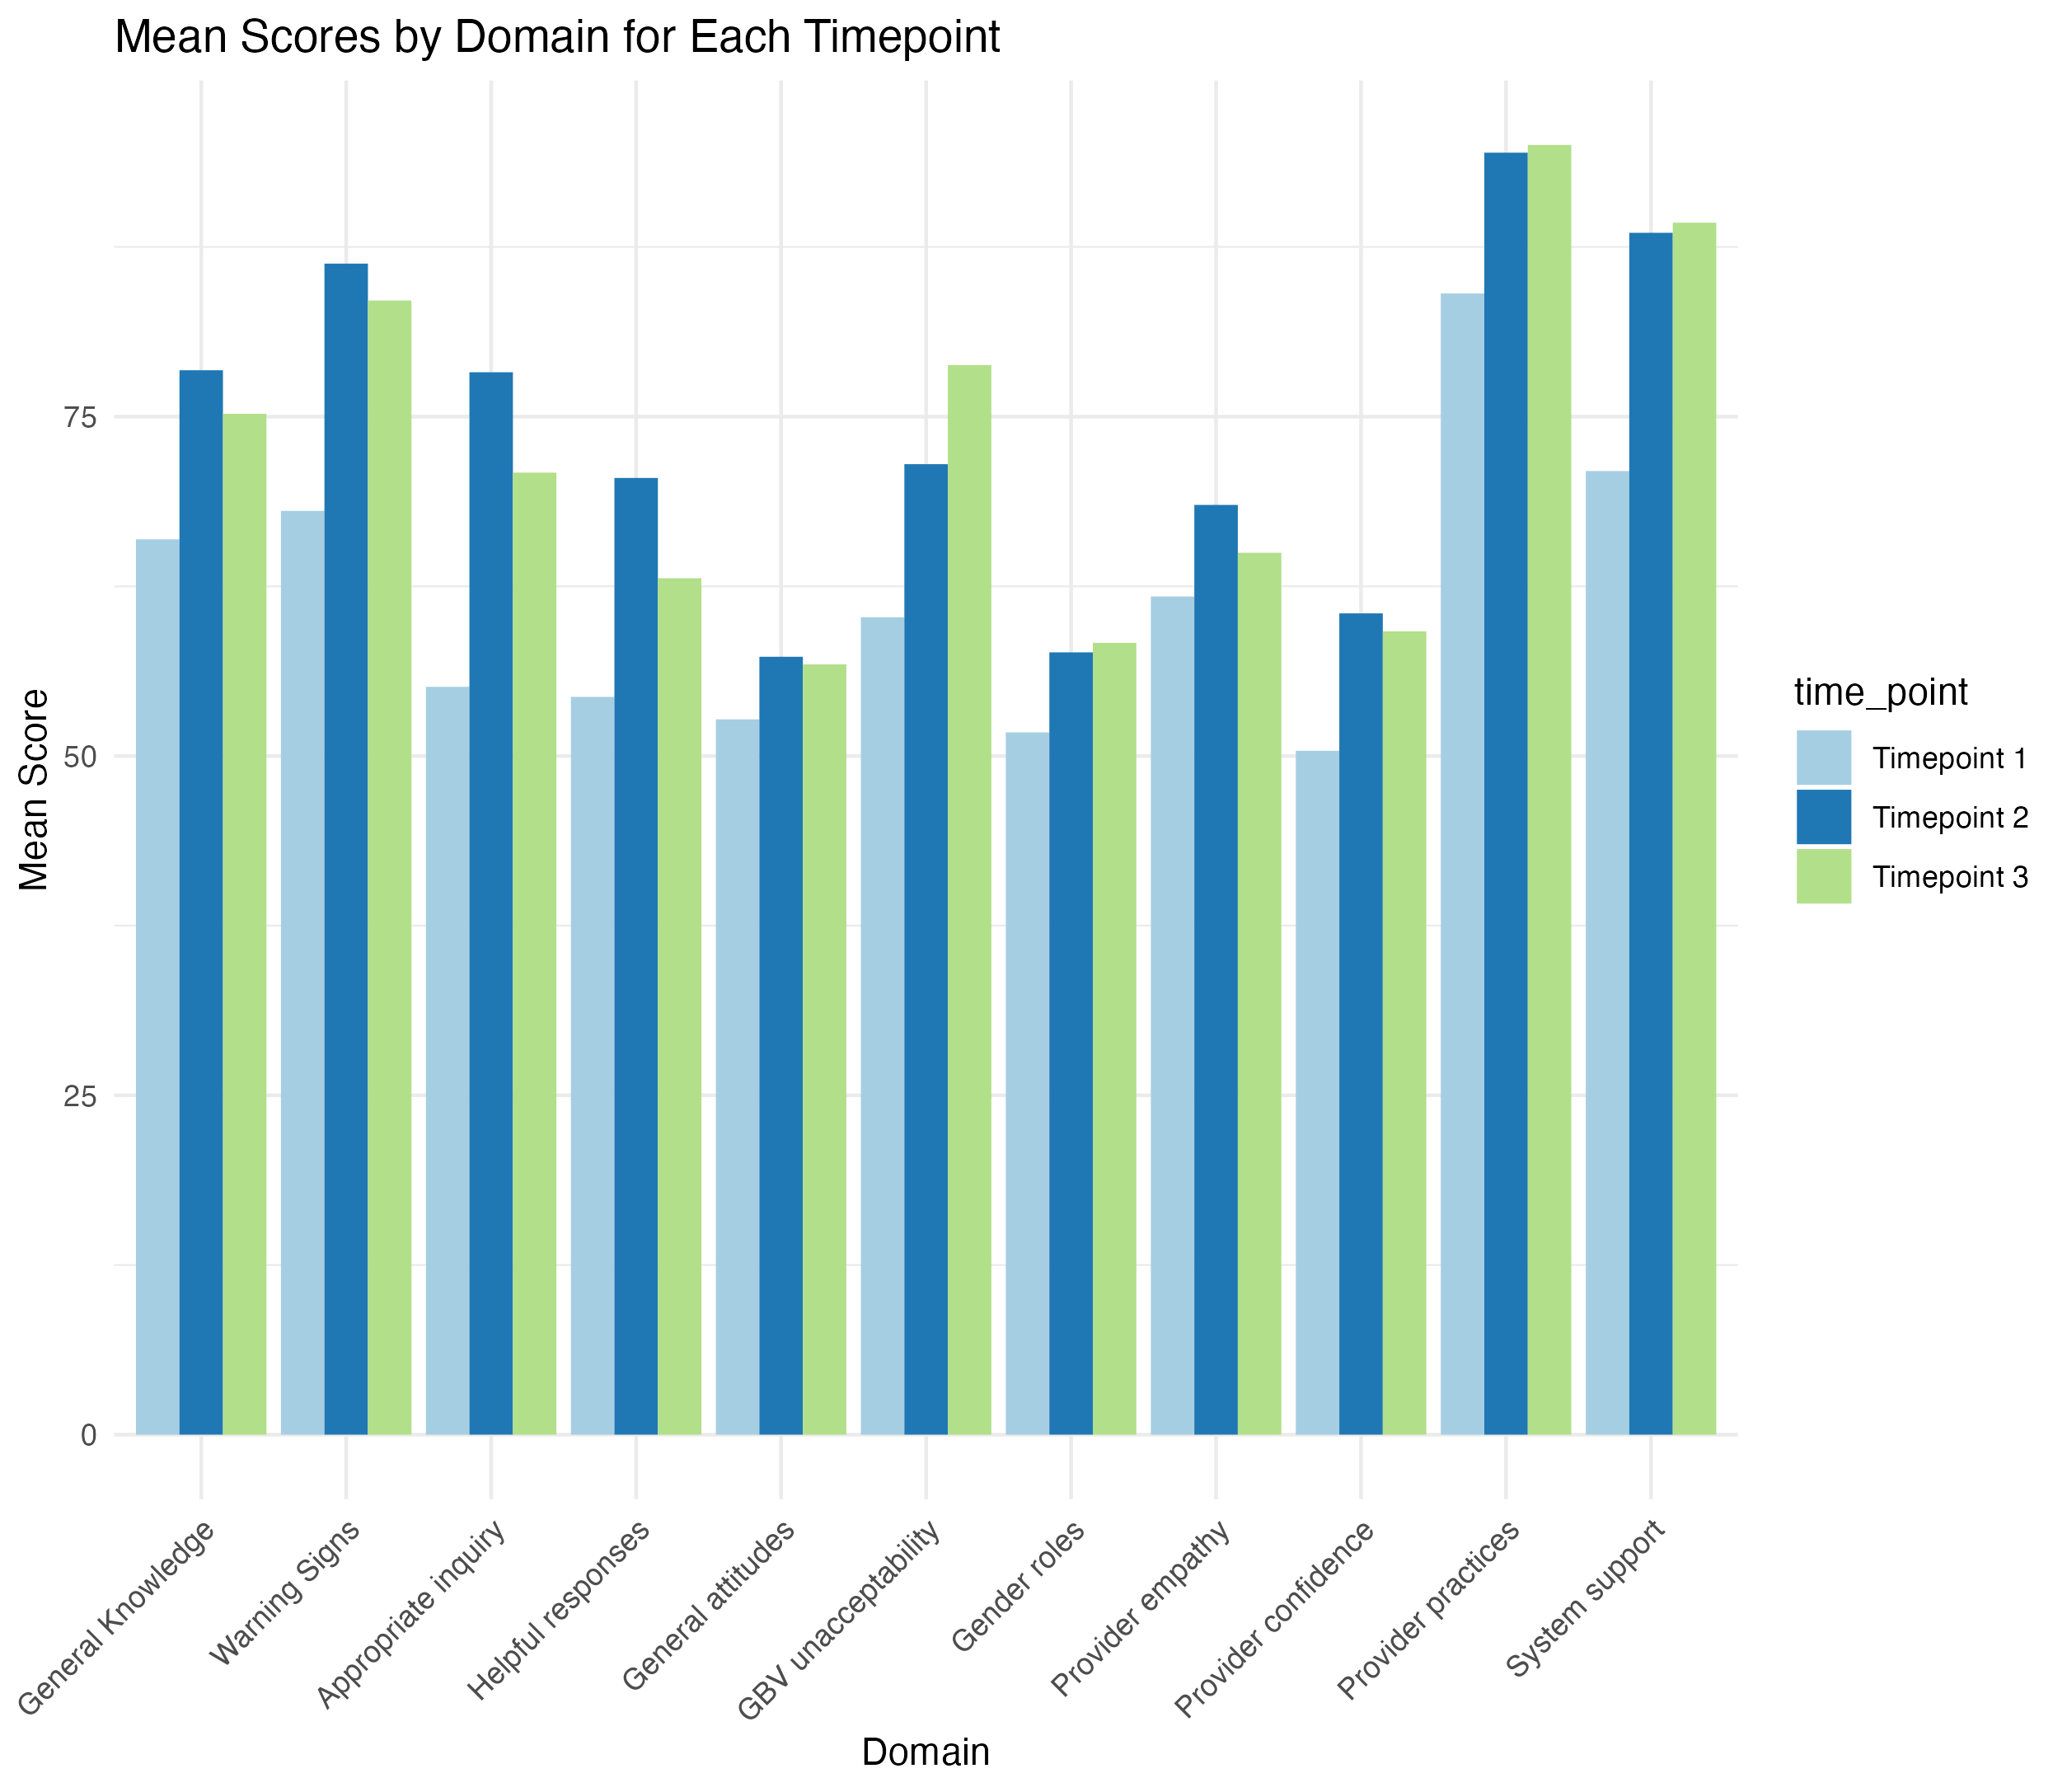 Mean Scores by Domain for Each Timepoint
Mean Score
75
50
25
0
General Knowledge
Warning Signs
Appropriate inquiry
Helpful responses
General attitudes
GBV unacceptability
Gender roles
Provider empathy
Provider confidence
Provider practices
System support
Domain
time_point
Timepoint 1
Timepoint 2
Timepoint 3